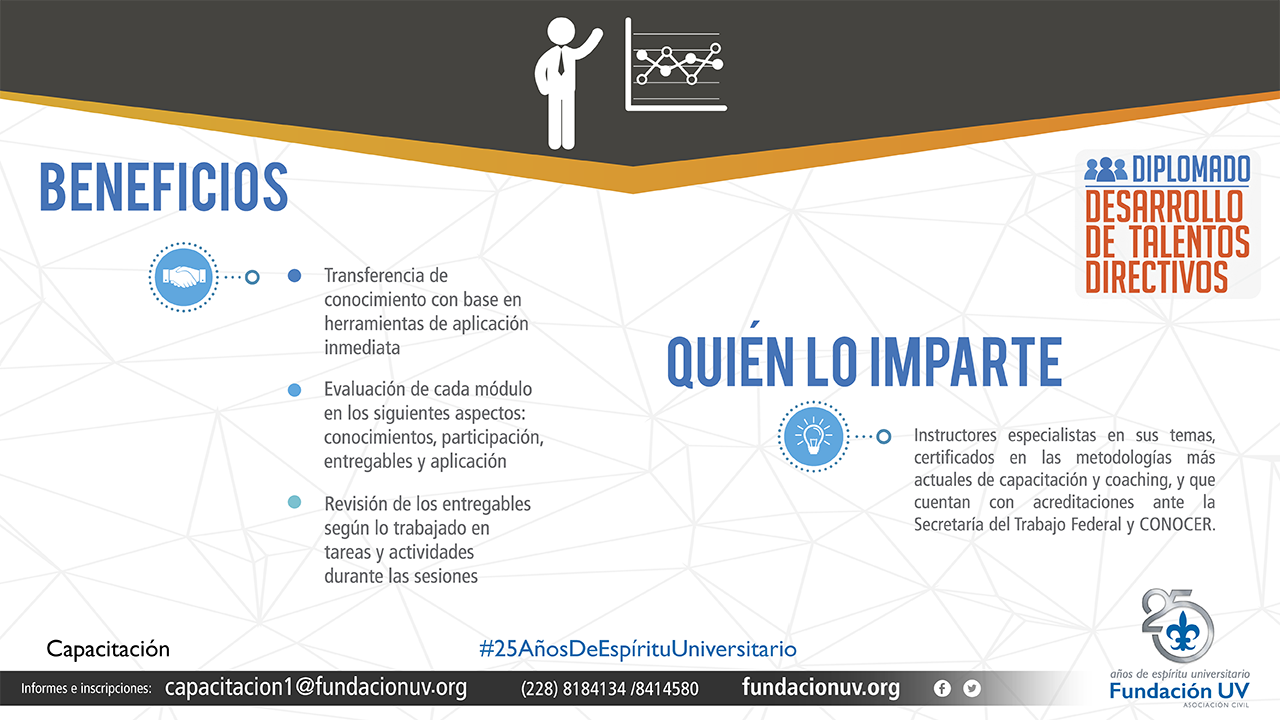 BENEFICIOS
Transferencia de
conocimiento con base en
herramientas de aplicación
inmediata
Evaluación de cada módulo
en los siguientes aspectos:
conocimientos, participación,
entregables y aplicación
Revisión de los entregables
según lo trabajado en
tareas y actividades
durante las sesiones
DIPLOMADO
DESARROLLO
DE TALENTOS
DIRECTIVOS
QUIÉN LO IMPARTE
Instructores especialistas en sus temas,
certificados en las metodologías más
actuales de capacitación y coaching, y que
cuentan con acreditaciones ante la
Secretaría del Trabajo Federal y CONOCER.
Capacitación
#25AñosDeEspírituUniversitario
Informes e inscripciones: capacitacion1@fundacionuv.org (228) 8184134 /8414580 fundacionuv.org
25
años de espíritu universitario
Fundación UV
ASOCIACIÓN CIVIL